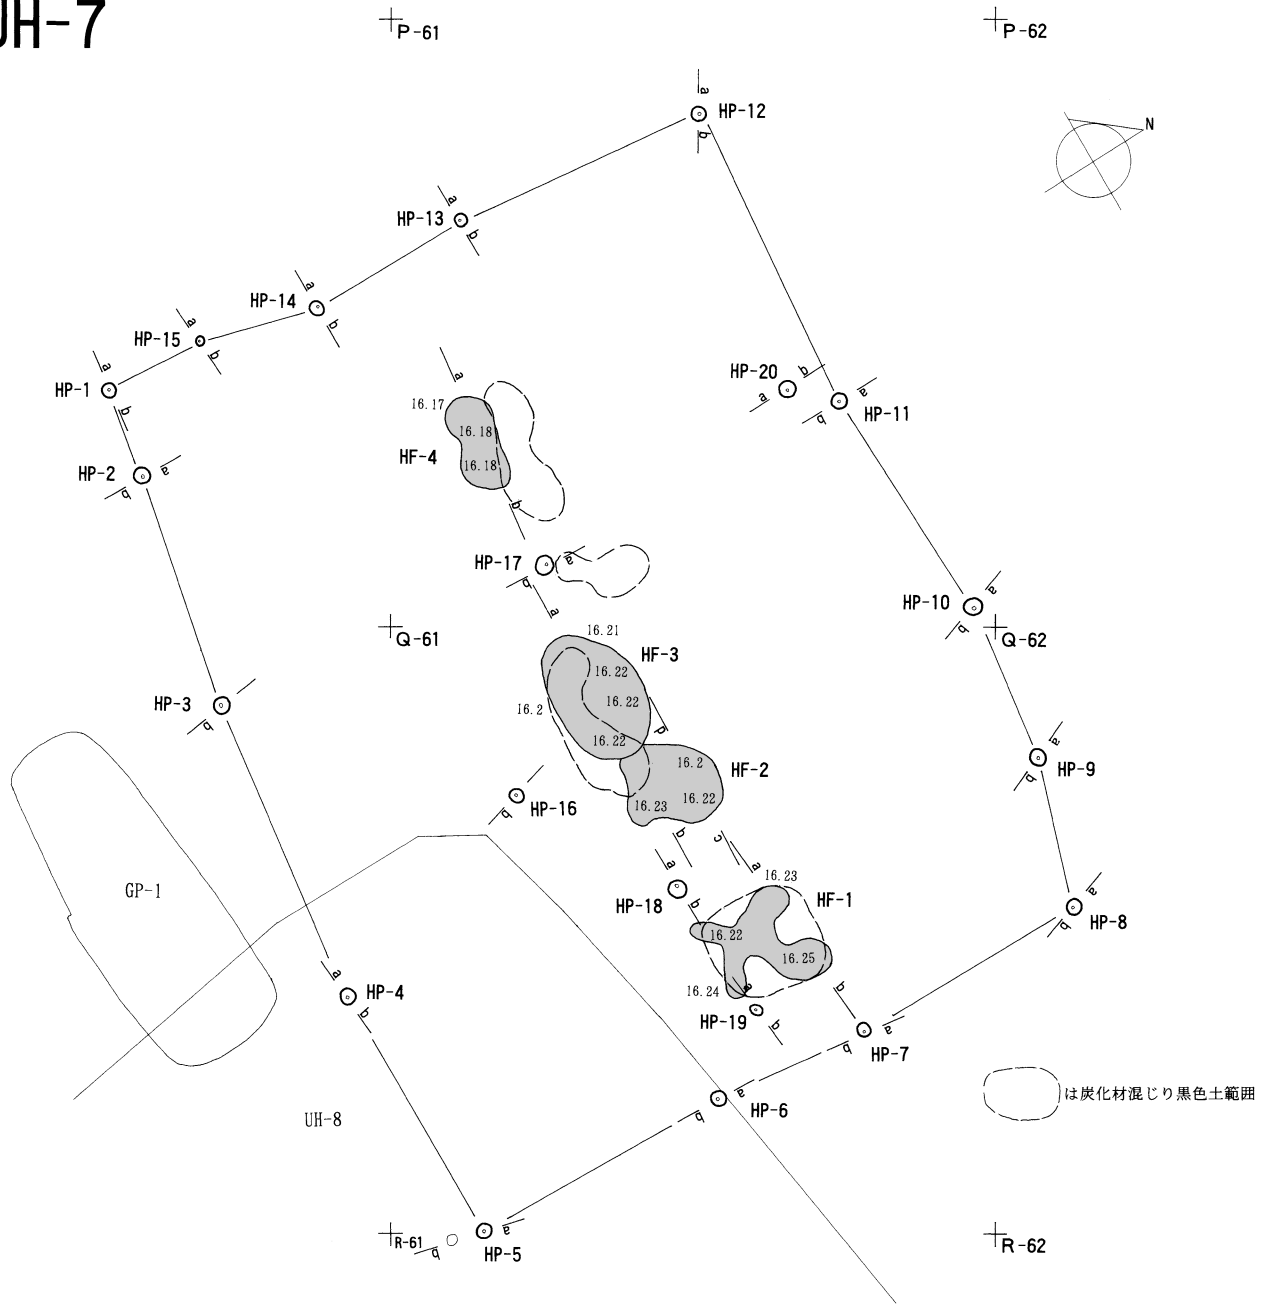 UH-7
P-61
P-62
N
a
HP-12
b
a
HP-13
b
a
HP-14
b
a
HP-15
b
a
HP-1
b
HP-20
b
a
a
HP-11
b
a
16.17
16.18
HF-4
16.18
b
HP-2
a
b
HP-17
a
b
a
HP-10
a
b
Q-61
Q-62
16.21
HF-3
16.22
16.22
16.2
16.22
b
HP-3
b
16.2
HF-2
16.23
16.22
a
HP-9
b
HP-16
b
b
c
a
a
HP-18
b
16.23
HF-1
16.22
16.25
16.24
a
HP-19
b
b
GP-1
a
HP-8
b
a
HP-4
b
a
HP-7
b
a
HP-6
b
は炭化材混じり黒色土範囲
UH-8
R-61
b
a
HP-5
R-62